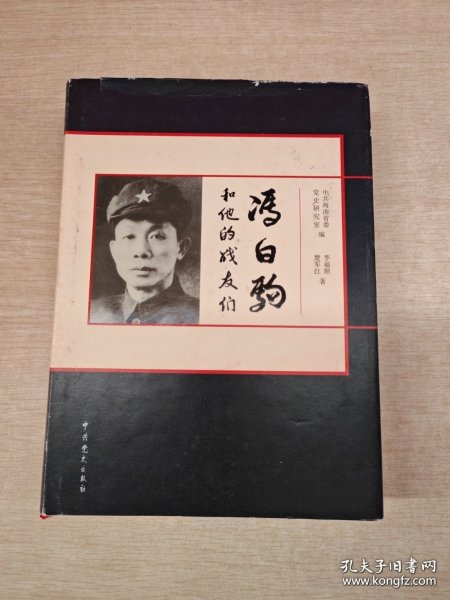 冯白驹
和他的战友们
中共海南省委
党史研究室 编
李福顺
楚军红 著
中共党史出版社
孔夫子旧书网
www.kongfz.com